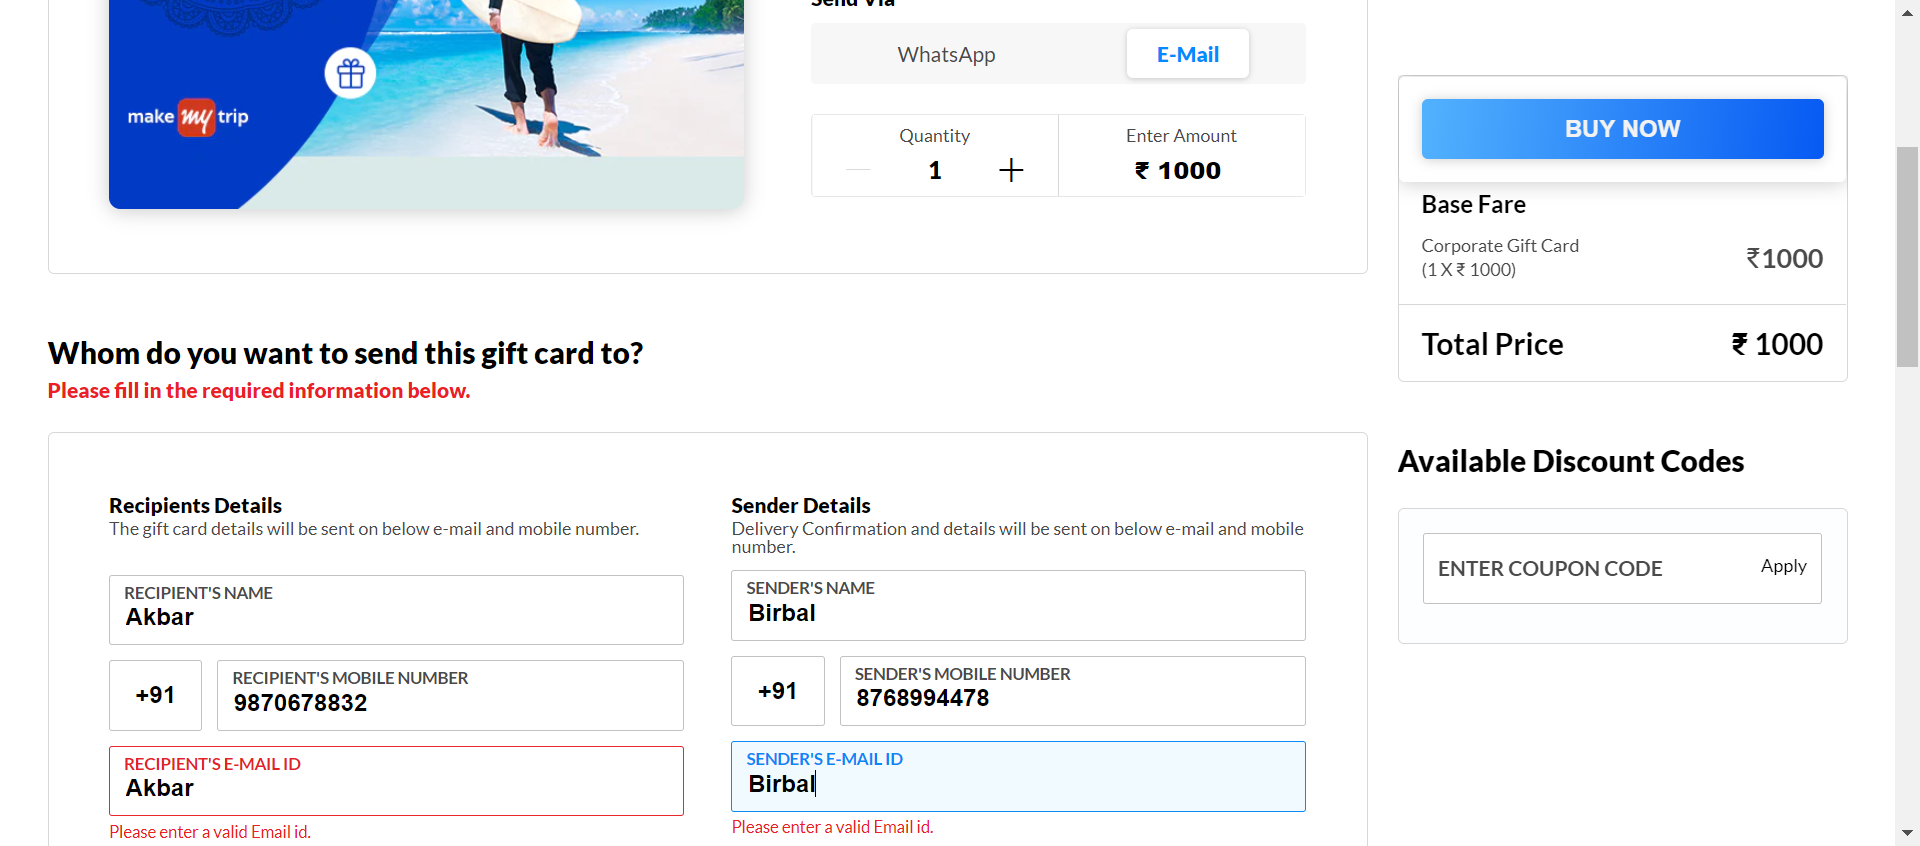 Send Via
WhatsApp
E-Mail
make my trip
Quantity
1
Enter Amount
₹ 1000
Whom do you want to send this gift card to?
Please fill in the required information below.
Recipients Details
The gift card details will be sent on below e-mail and mobile number.
RECIPIENT'S NAME
Akbar
+91
RECIPIENT'S MOBILE NUMBER
9870678832
RECIPIENT'S E-MAIL ID
Akbar
Please enter a valid Email id.
Sender Details
Delivery Confirmation and details will be sent on below e-mail and mobile
number.
SENDER'S NAME
Birbal
+91
SENDER'S MOBILE NUMBER
8768994478
SENDER'S E-MAIL ID
Birbal
Please enter a valid Email id.
BUY NOW
Base Fare
Corporate Gift Card
(1 X ₹ 1000)
₹1000
Total Price
₹ 1000
Available Discount Codes
ENTER COUPON CODE
Apply